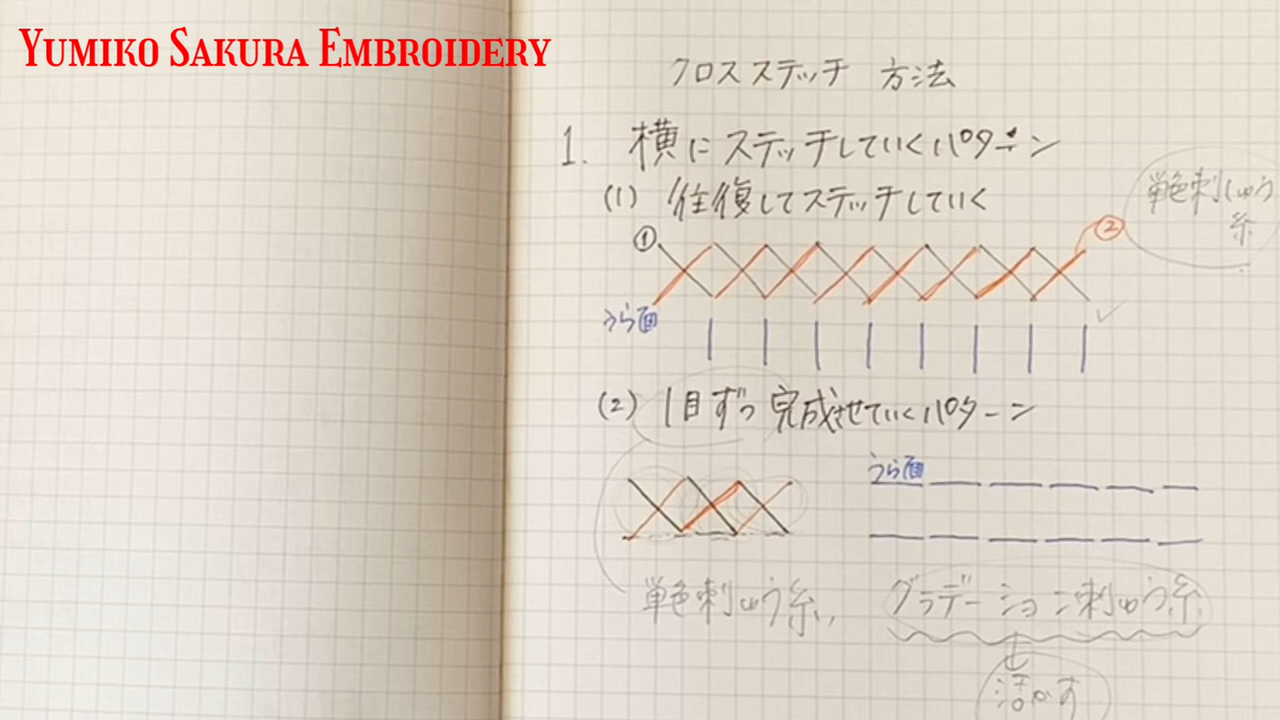 YUMIKO SAKURA EMBROIDERY
クロスステッチ 方法
1. 横にステッチしていくパターン
(1) 往復してステッチしていく
単色刺しゅう
糸
① ②
うら面
(2) 1目ずつ完成させていくパターン
うら面
単色刺しゅう糸, グラデーション刺しゅう糸
活かす